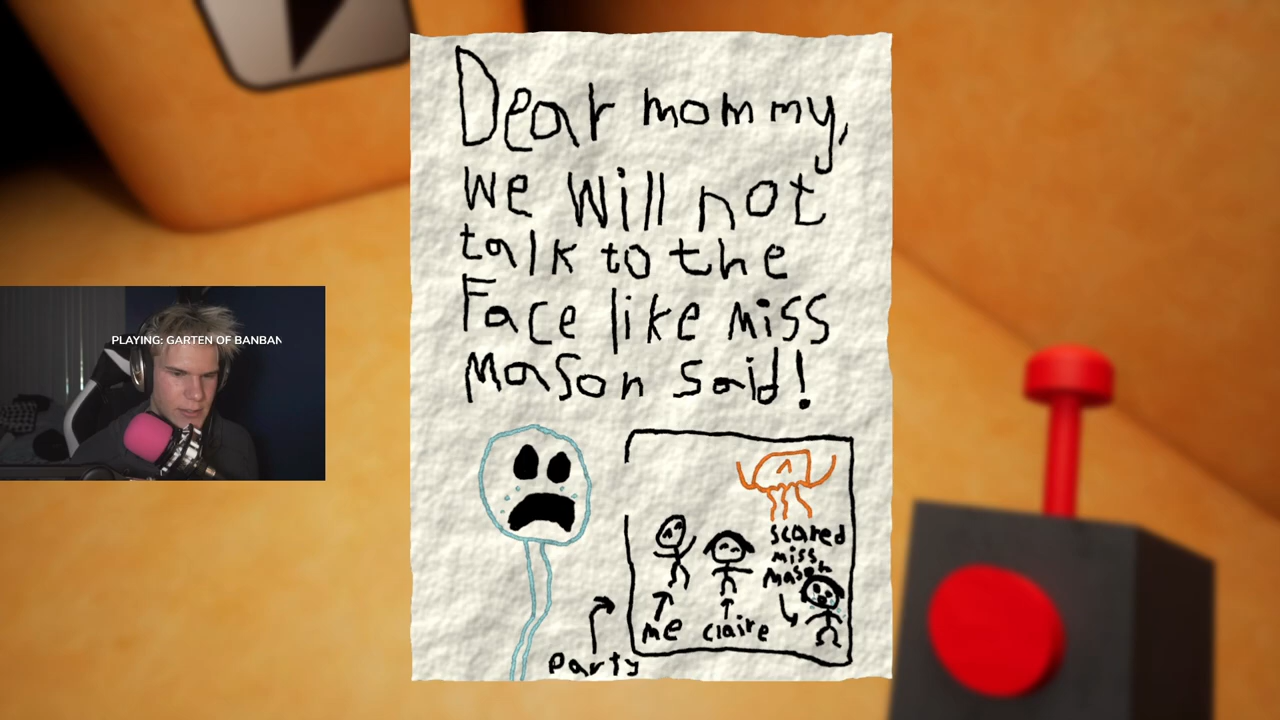 Dear mommy,
we will not
talk to the
Face like miss
mason said!
PLAYING: GARTEN OF BANBAN
scared
miss
mason
me
claire
party